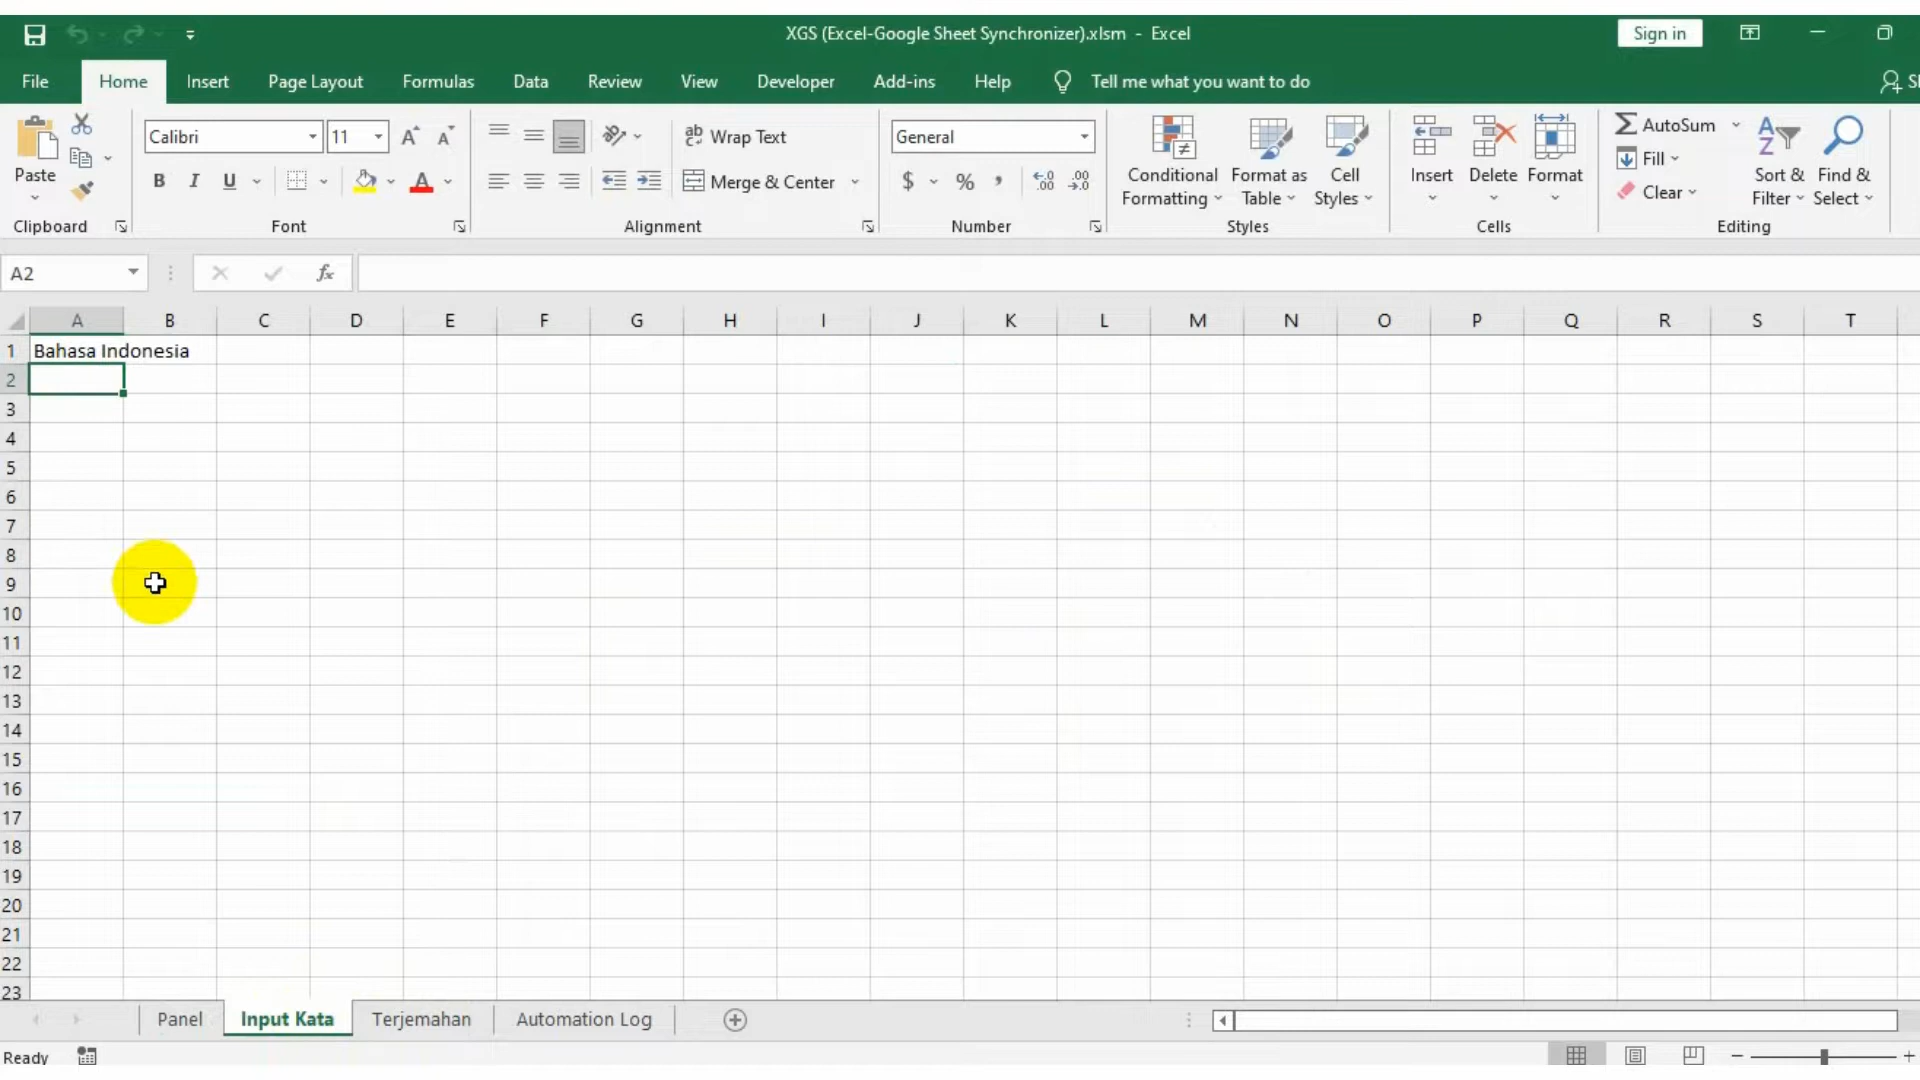 XGS (Excel-Google Sheet Synchronizer).xlsm - Excel
Sign in
File Home Insert Page Layout Formulas Data Review View Developer Add-ins Help Tell me what you want to do
Calibri 11 A A ab Wrap Text General AutoSum
Paste B I U A Merge & Center $ % , Conditional Formatting Format as Table Cell Styles Insert Delete Format Fill Clear Sort & Filter Find & Select
Clipboard Font Alignment Number Styles Cells Editing
A2 fx
A B C D E F G H I J K L M N O P Q R S T
1 Bahasa Indonesia
2
3
4
5
6
7
8
9
10
11
12
13
14
15
16
17
18
19
20
21
22
23
Panel Input Kata Terjemahan Automation Log
Ready